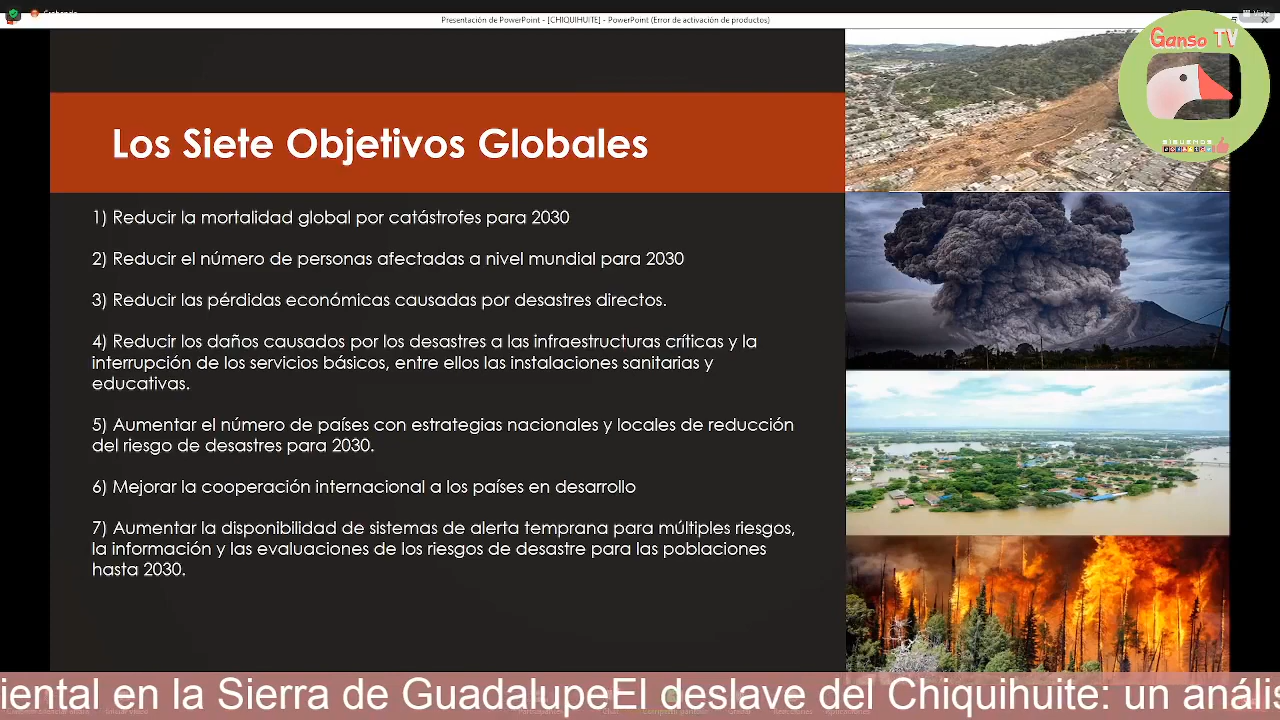 Grabando
Presentación de PowerPoint - [CHIQUIHUITE] - PowerPoint (Error de activación de productos)
Vista
Ganso TV
SIGUENOS
Los Siete Objetivos Globales
1) Reducir la mortalidad global por catástrofes para 2030
2) Reducir el número de personas afectadas a nivel mundial para 2030
3) Reducir las pérdidas económicas causadas por desastres directos.
4) Reducir los daños causados por los desastres a las infraestructuras críticas y la
interrupción de los servicios básicos, entre ellos las instalaciones sanitarias y
educativas.
5) Aumentar el número de países con estrategias nacionales y locales de reducción
del riesgo de desastres para 2030.
6) Mejorar la cooperación internacional a los países en desarrollo
7) Aumentar la disponibilidad de sistemas de alerta temprana para múltiples riesgos,
la información y las evaluaciones de los riesgos de desastre para las poblaciones
hasta 2030.
iental en la Sierra de GuadalupeEl deslave del Chiquihuite: un anális